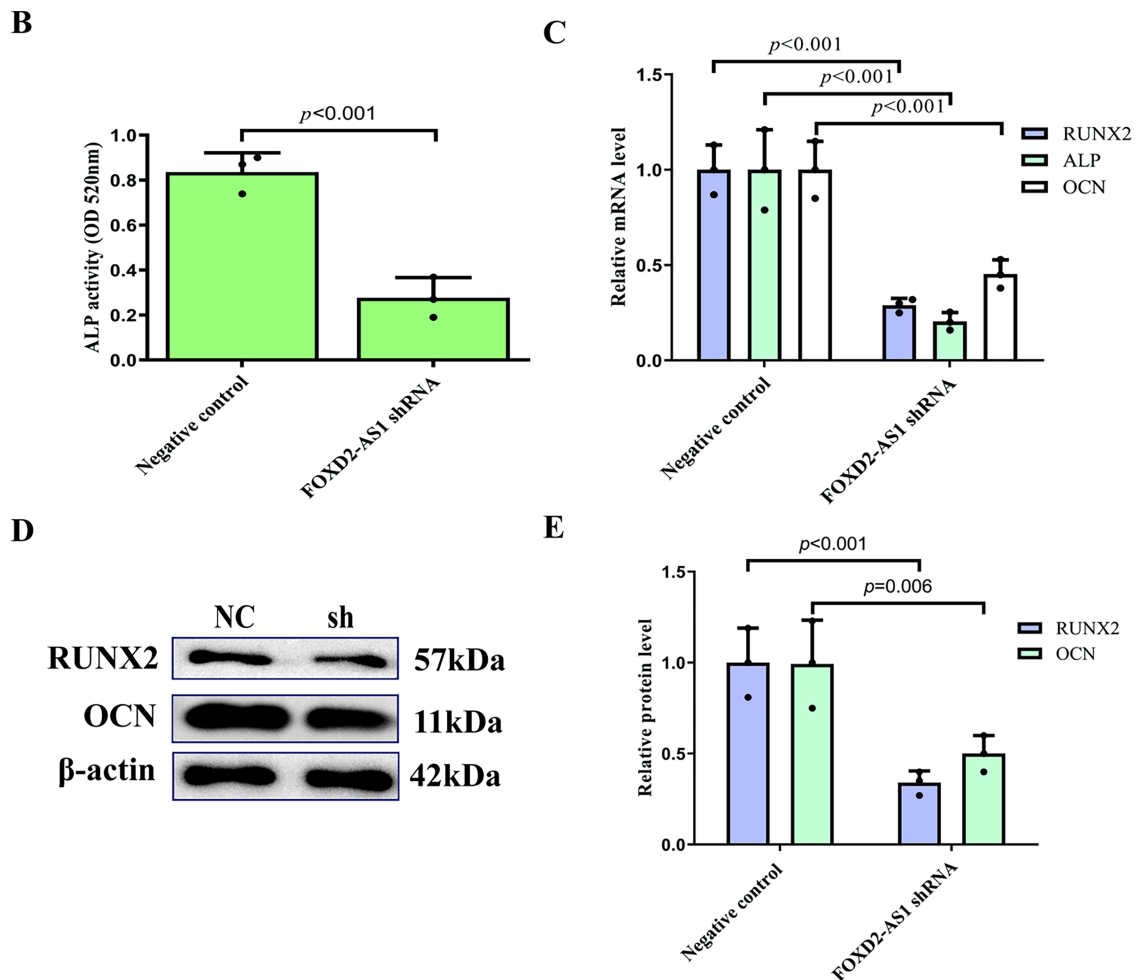 B
p<0.001
ALP activity (OD 520nm)
1.0
0.8
0.6
0.4
0.2
0.0
Negative control
FOXD2-AS1 shRNA
C
p<0.001
p<0.001
p<0.001
Relative mRNA level
1.5
1.0
0.5
0.0
RUNX2
ALP
OCN
Negative control
FOXD2-AS1 shRNA
D
NC sh
RUNX2 57kDa
OCN 11kDa
β-actin 42kDa
E
p<0.001
p=0.006
Relative protein level
1.5
1.0
0.5
0.0
RUNX2
OCN
Negative control
FOXD2-AS1 shRNA